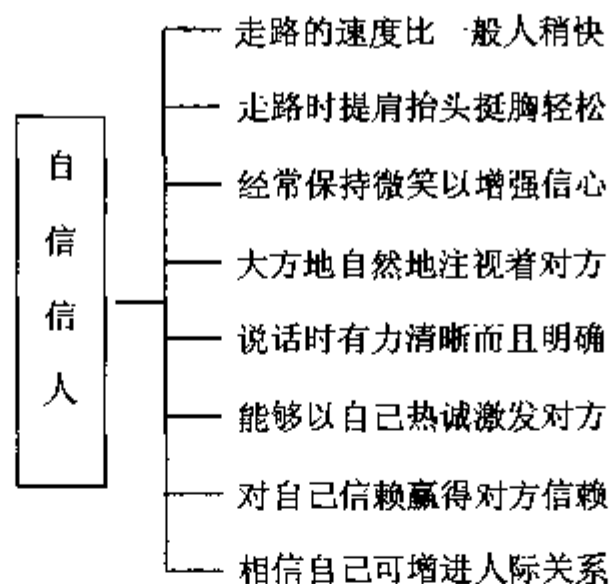 自信信人
走路的速度比一般人稍快
走路时提肩抬头挺胸轻松
经常保持微笑以增强信心
大方地自然地注视着对方
说话时有力清晰而且明确
能够以自己热诚激发对方
对自己信赖赢得对方信赖
相信自己可增进人际关系